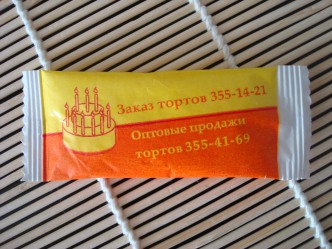 Заказ тортов 355-14-21
Оптовые продажи
тортов 355-41-69